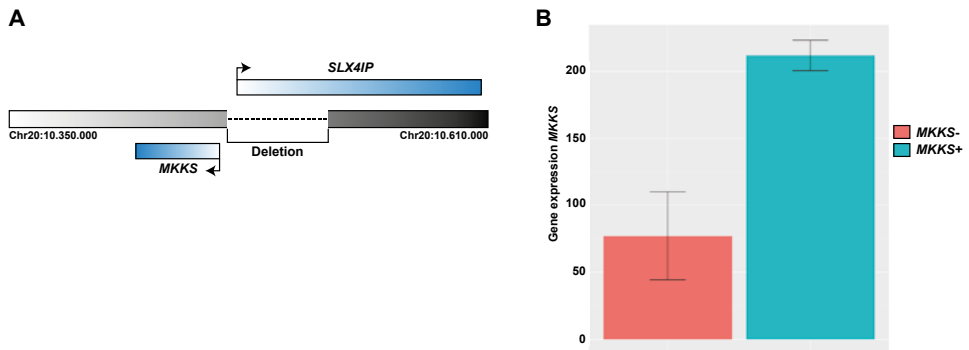 A
SLX4IP
Chr20:10.350.000
Chr20:10.610.000
Deletion
MKKS
B
Gene expression MKKS
200
150
100
50
0
MKKS-
MKKS+